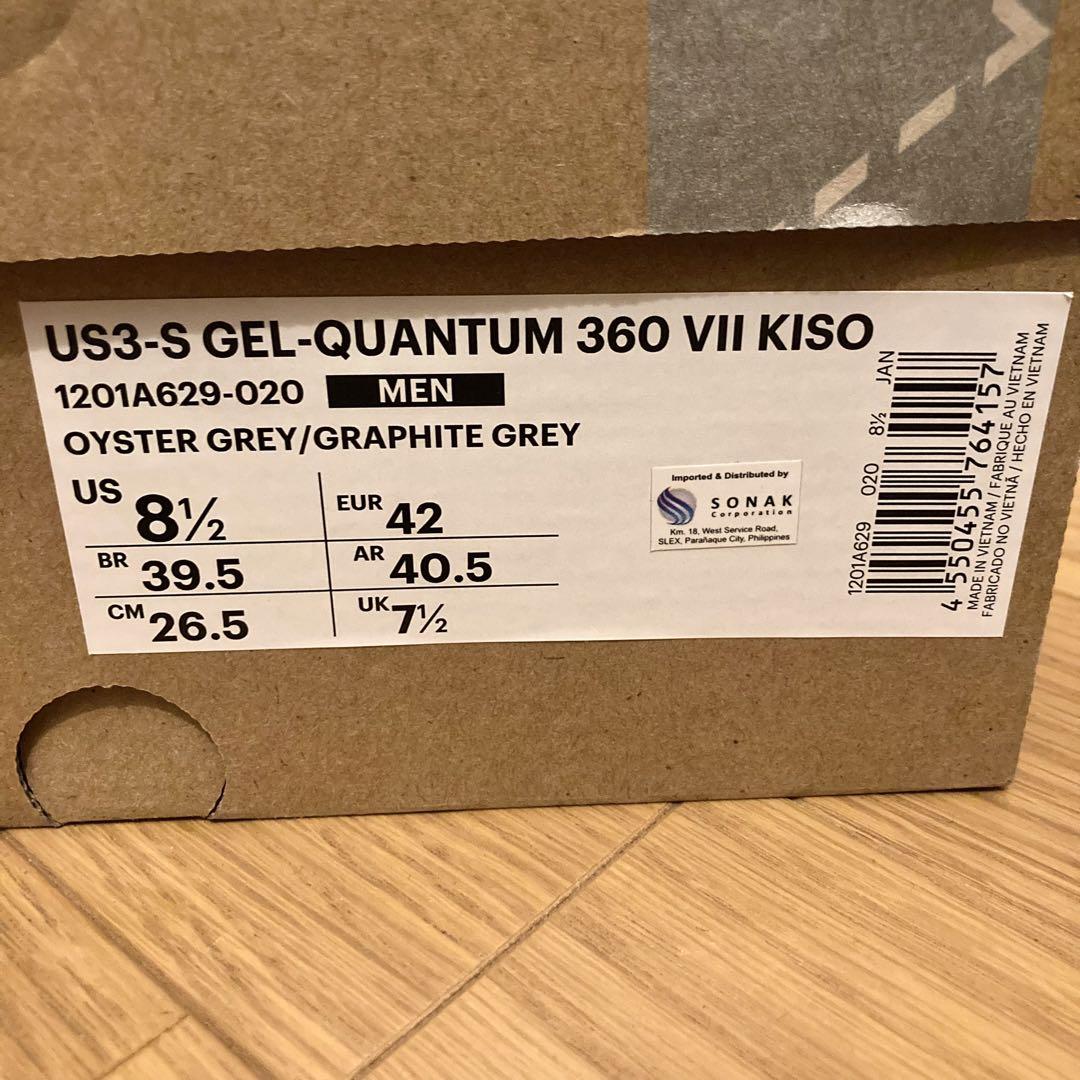 US3-S GEL-QUANTUM 360 VII KISO
1201A629-020 MEN
OYSTER GREY/GRAPHITE GREY
US 8½ EUR 42
BR 39.5 AR 40.5
CM 26.5 UK 7½
Imported & Distributed by
SONAK
Corporation
Km. 18, West Service Road,
SLEX, Parañaque City, Philippines
1201A629 020 8½ JAN
4 550455 764157
MADE IN VIETNAM / FABRIQUE AU VIETNAM
FABRICADO NO VIETNÃ / HECHO EN VIETNAM